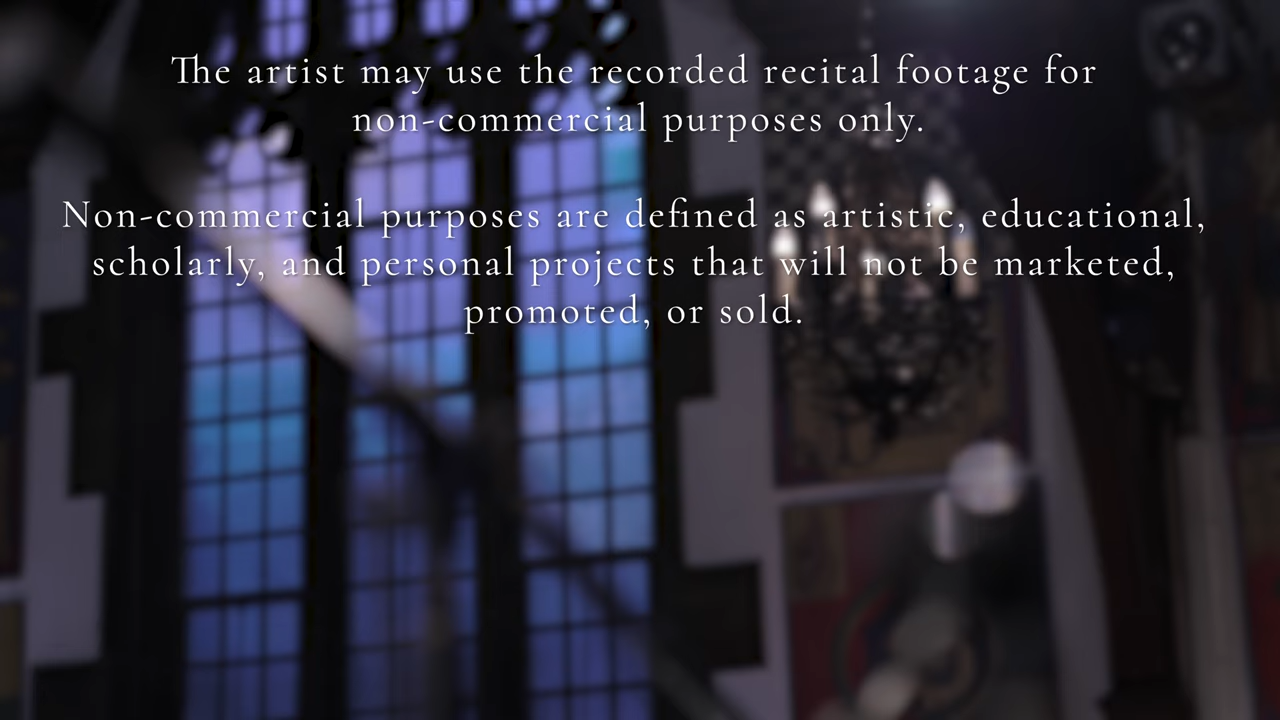 The artist may use the recorded recital footage for
non-commercial purposes only.
Non-commercial purposes are defined as artistic, educational,
scholarly, and personal projects that will not be marketed,
promoted, or sold.